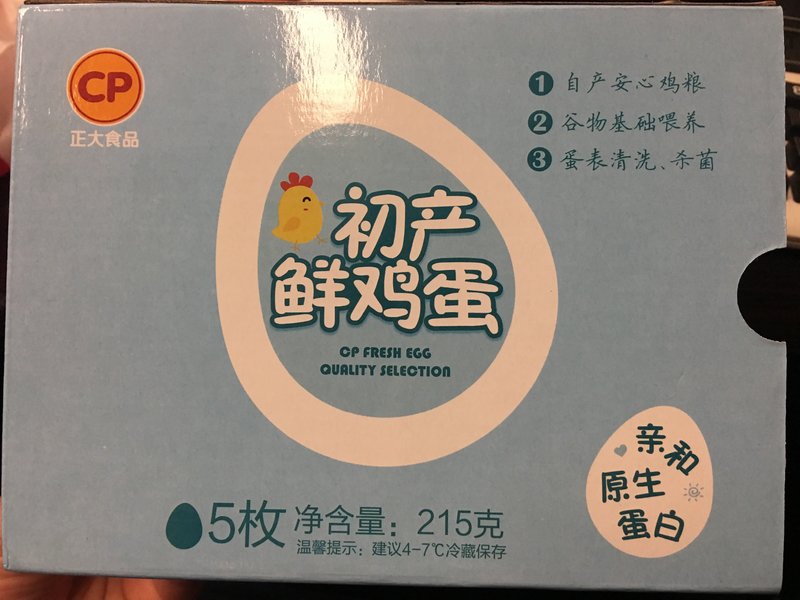 CP
正大食品
1 自产安心鸡粮
2 谷物基础喂养
3 蛋表清洗、杀菌
初产
鲜鸡蛋
CP FRESH EGG
QUALITY SELECTION
亲和
原生
蛋白
5枚 净含量：215克
温馨提示：建议4-7℃冷藏保存